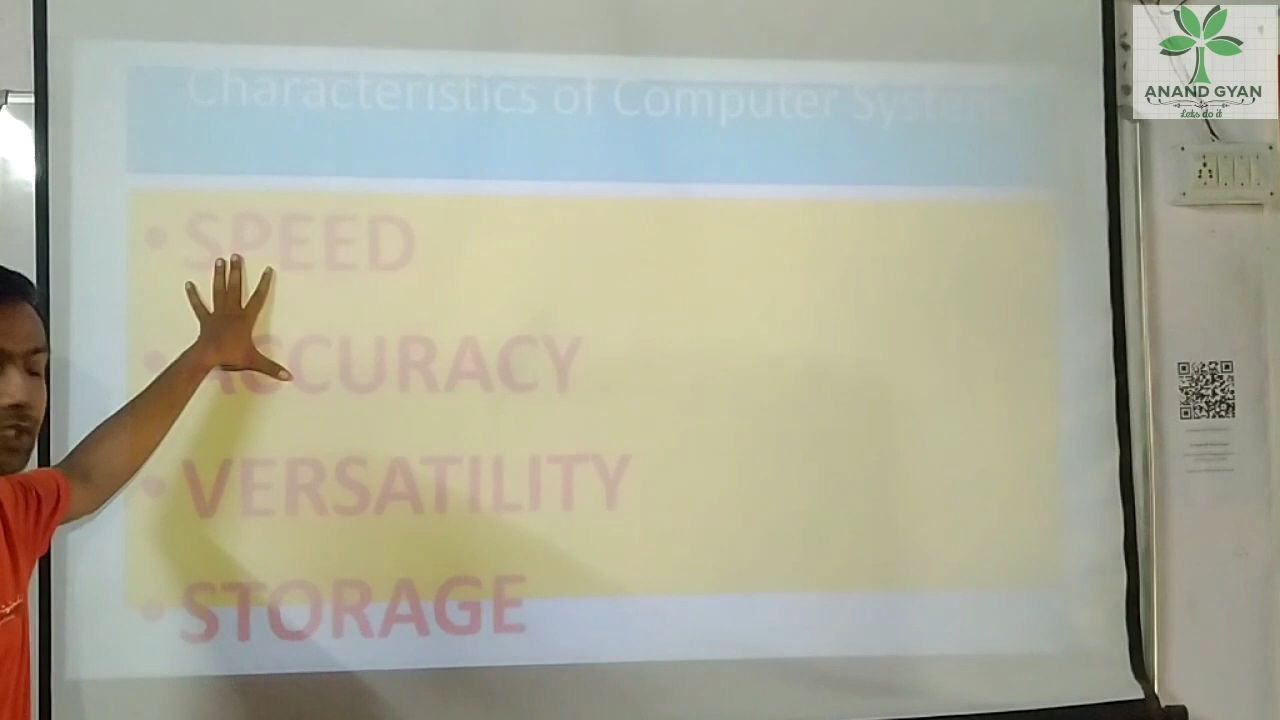 Characteristics of Computer System
• SPEED
• ACCURACY
• VERSATILITY
• STORAGE
ANAND GYAN
Lets do it